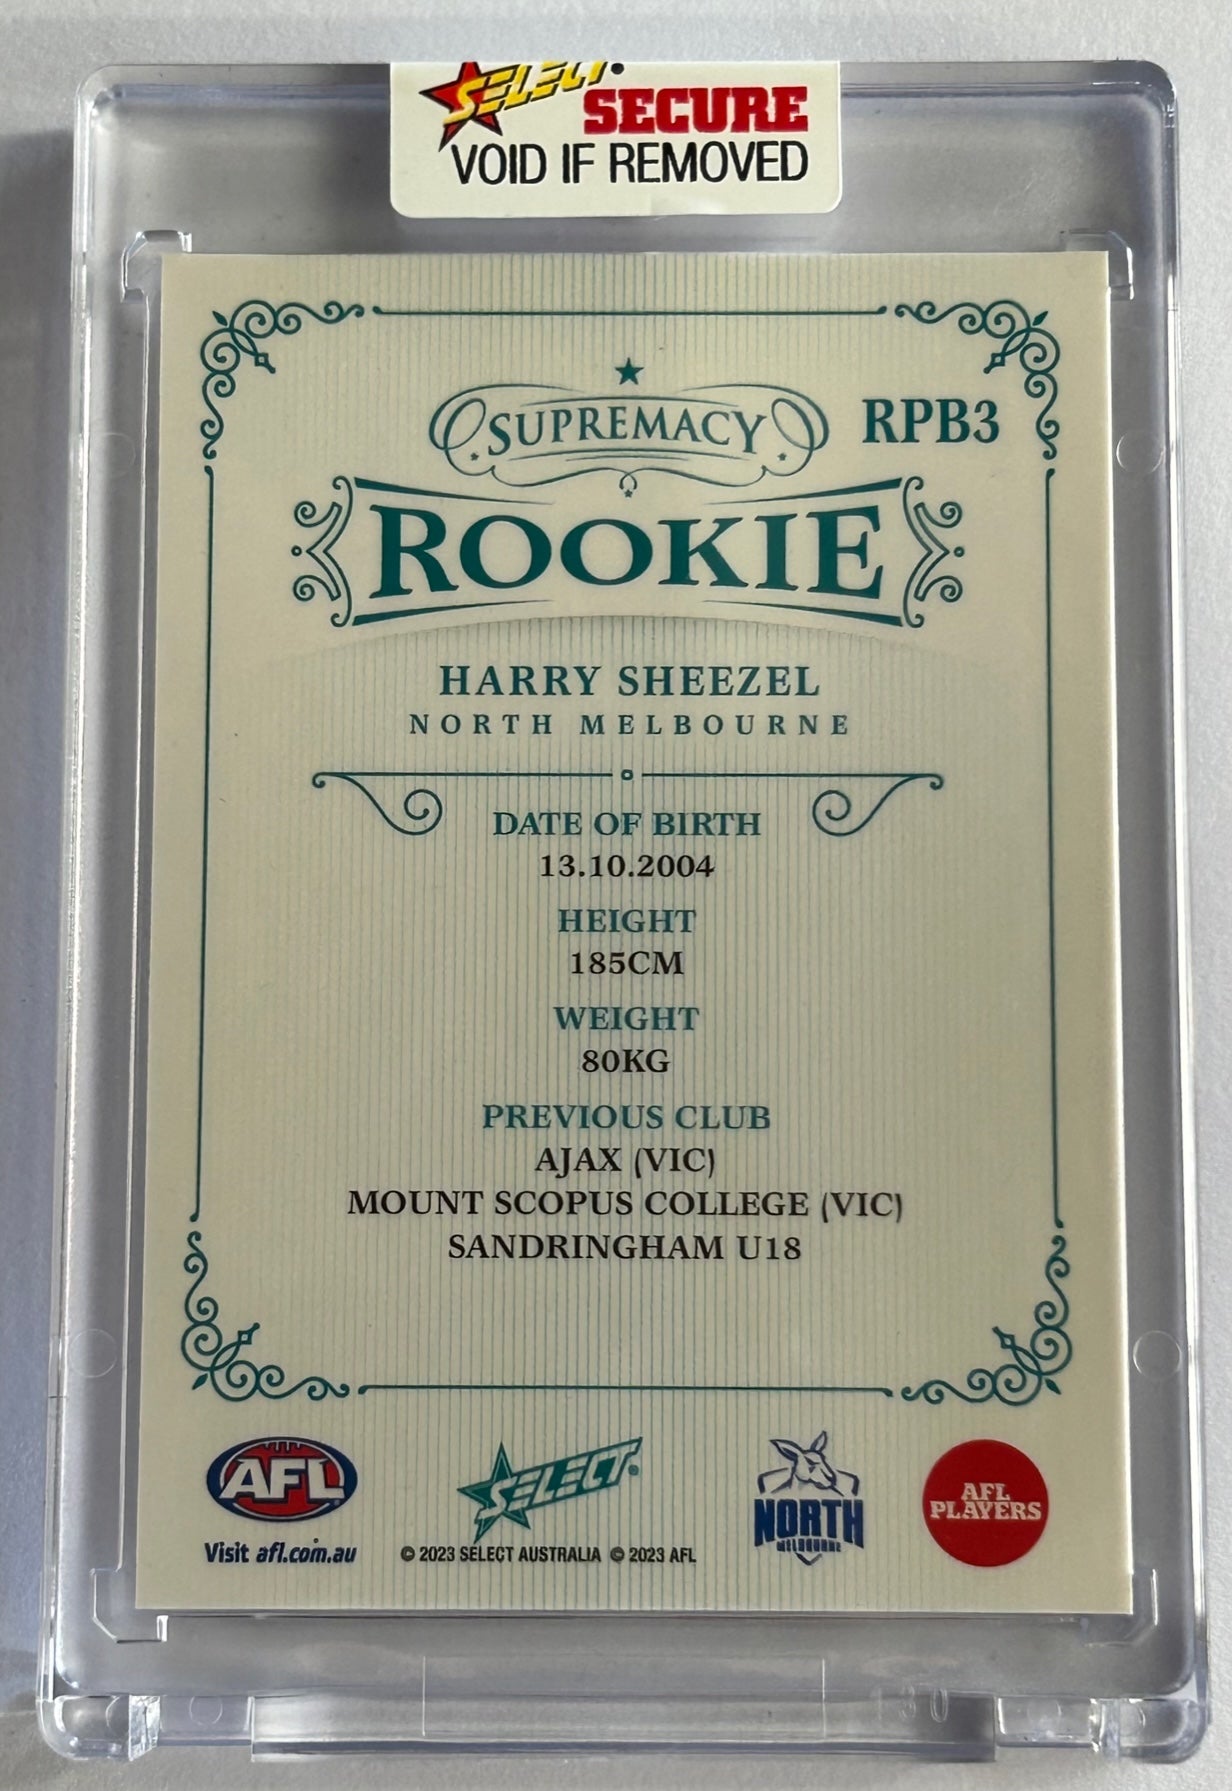 SELECT
SECURE
VOID IF REMOVED
SUPREMACY
RPB3
ROOKIE
HARRY SHEEZEL
NORTH MELBOURNE
DATE OF BIRTH
13.10.2004
HEIGHT
185CM
WEIGHT
80KG
PREVIOUS CLUB
AJAX (VIC)
MOUNT SCOPUS COLLEGE (VIC)
SANDRINGHAM U18
AFL
Visit afl.com.au
SELECT
© 2023 SELECT AUSTRALIA © 2023 AFL
NORTH
MELBOURNE
AFL
PLAYERS